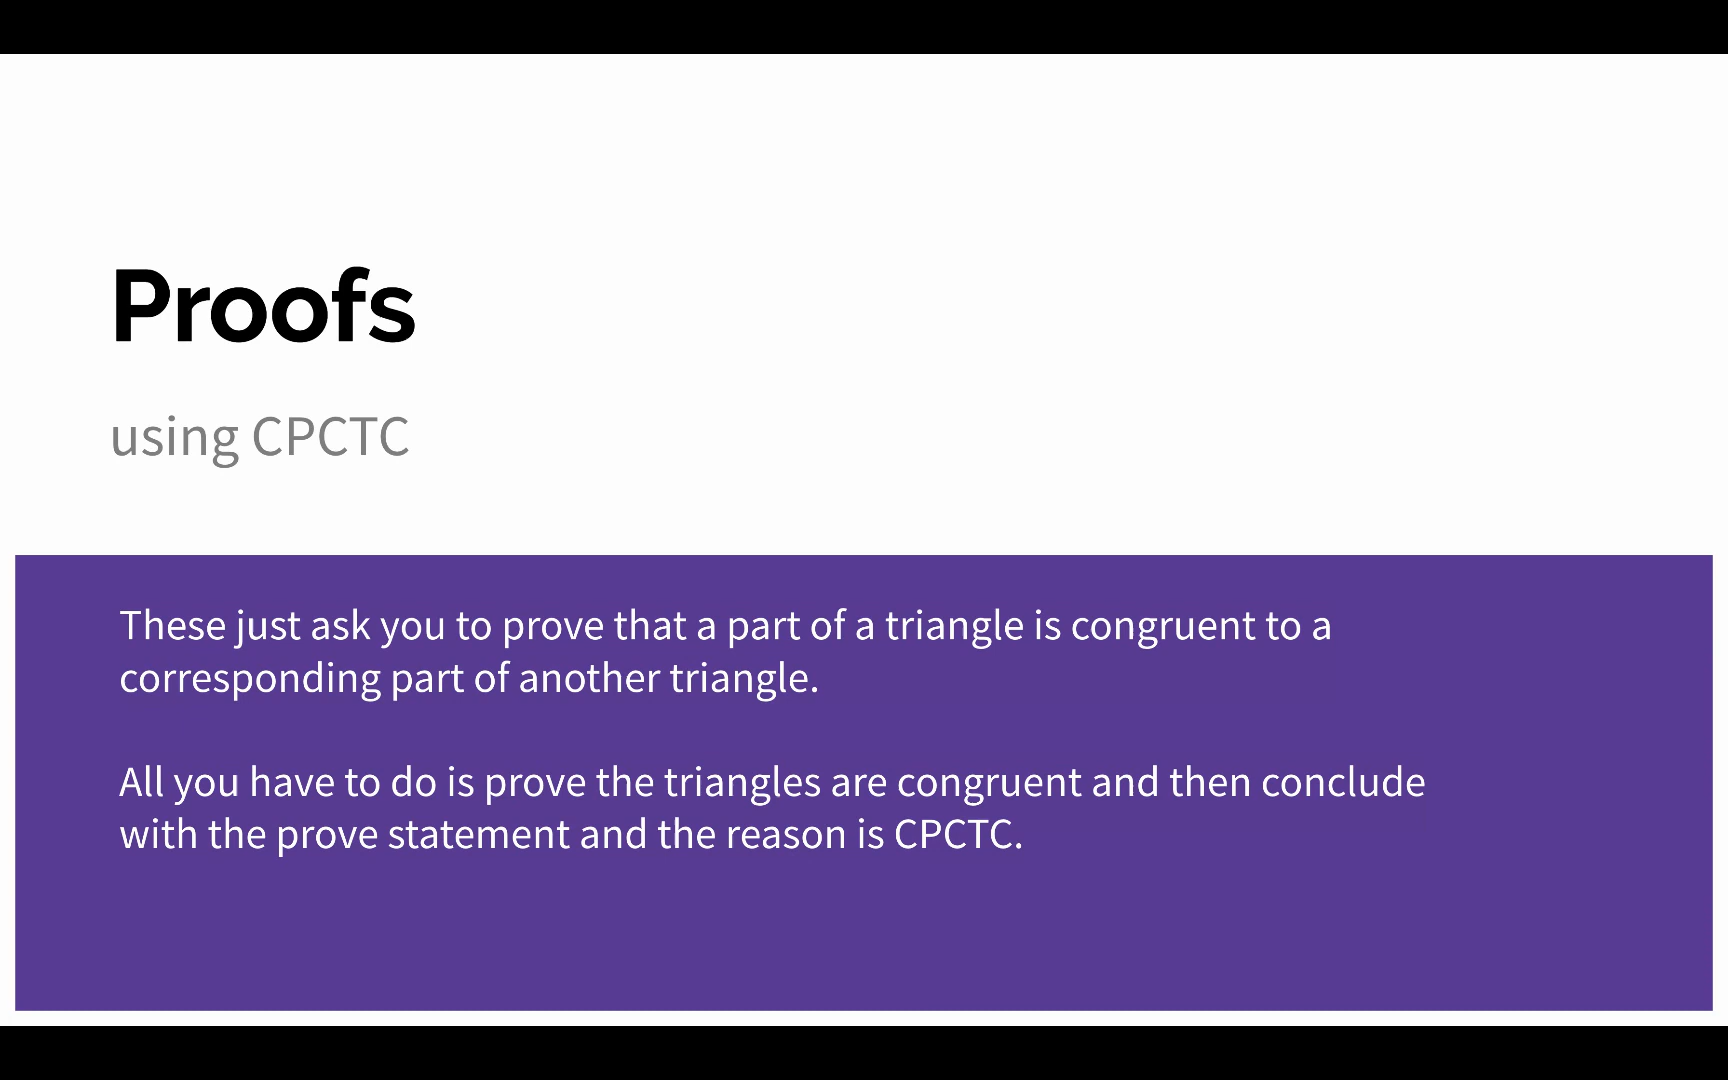 Proofs
using CPCTC
These just ask you to prove that a part of a triangle is congruent to a
corresponding part of another triangle.
All you have to do is prove the triangles are congruent and then conclude
with the prove statement and the reason is CPCTC.